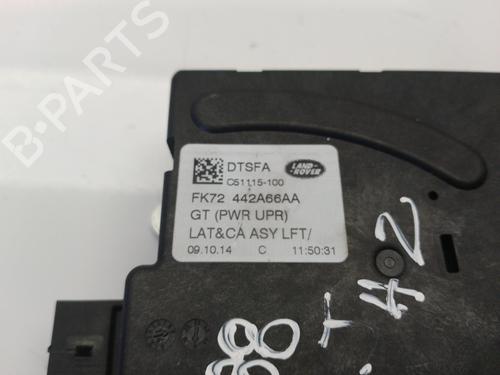 B-PARTS
DTSFA
LAND-
ROVER
C51115-100
FK72 442A66AA
GT (PWR UPR)
LAT&CA ASY LFT/
09.10.14 C 11:50:31